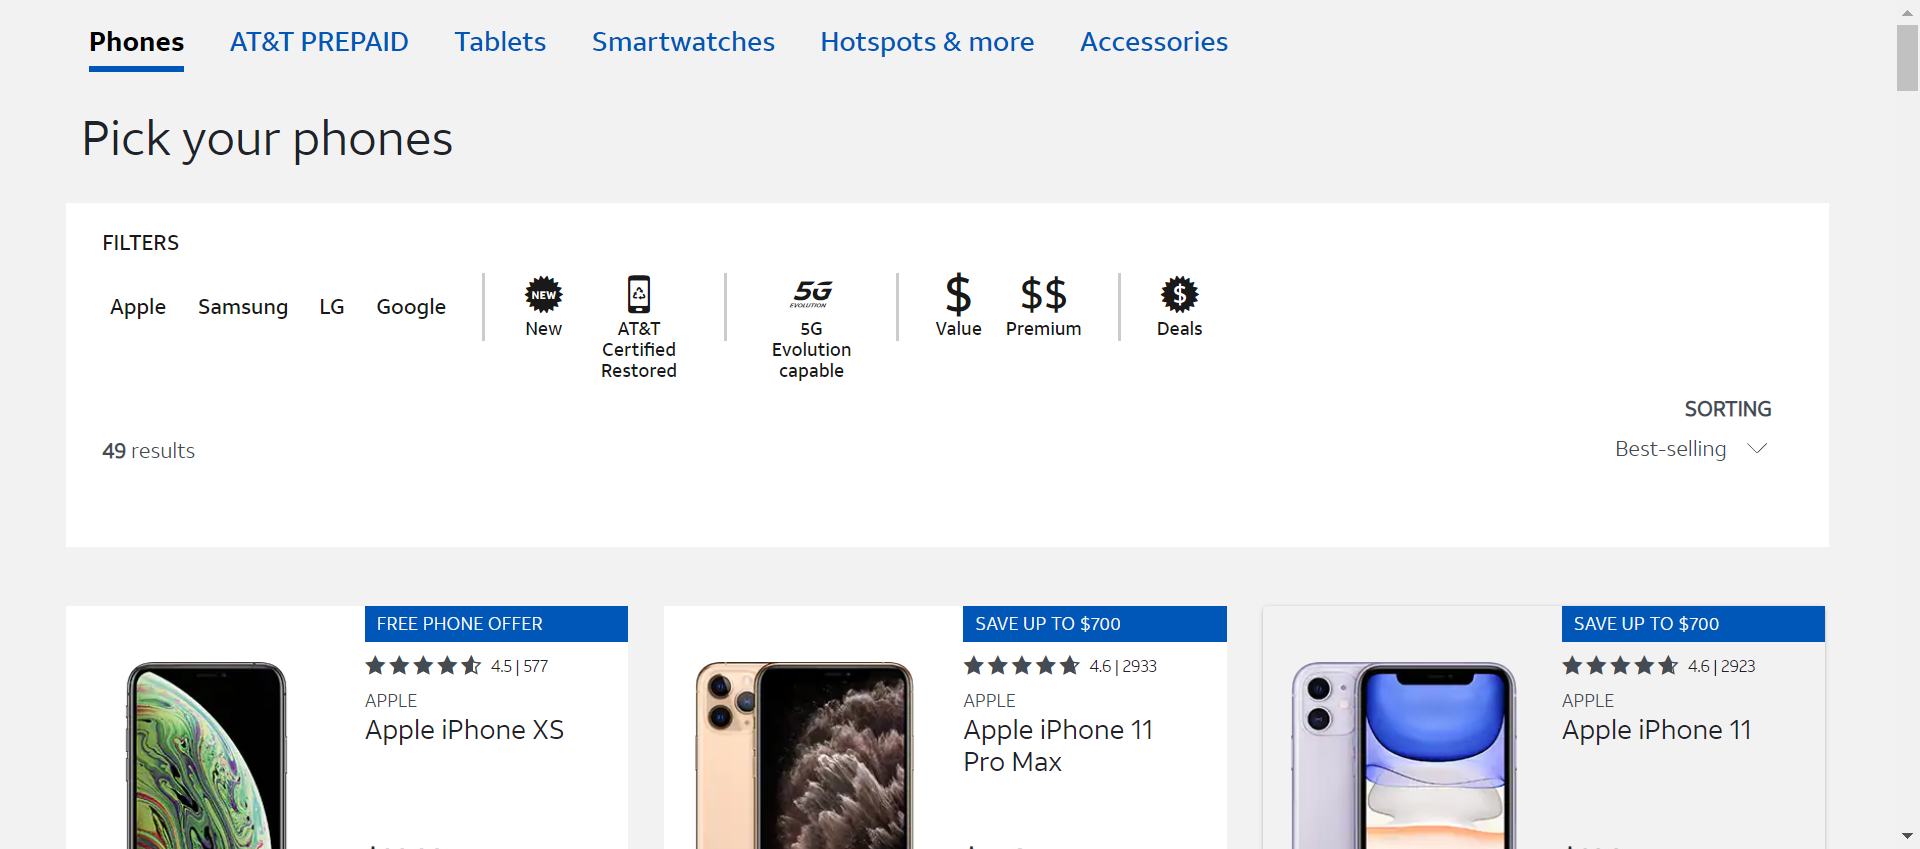 Phones AT&T PREPAID Tablets Smartwatches Hotspots & more Accessories
Pick your phones
FILTERS
Apple Samsung LG Google
NEW
New
AT&T
Certified
Restored
5G
EVOLUTION
5G
Evolution
capable
$
Value
$$
Premium
$
Deals
SORTING
Best-selling
49 results
FREE PHONE OFFER
4.5 | 577
APPLE
Apple iPhone XS
SAVE UP TO $700
4.6 | 2933
APPLE
Apple iPhone 11
Pro Max
SAVE UP TO $700
4.6 | 2923
APPLE
Apple iPhone 11